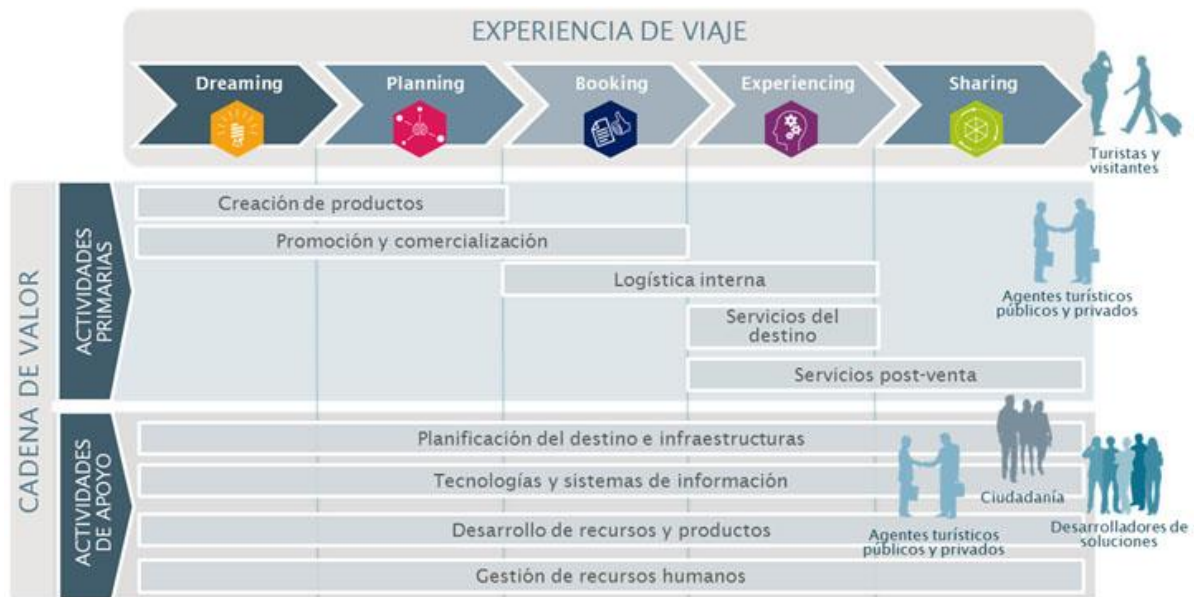 EXPERIENCIA DE VIAJE
Dreaming
Planning
Booking
Experiencing
Sharing
Turistas y
visitantes
CADENA DE VALOR
ACTIVIDADES
PRIMARIAS
Creación de productos
Promoción y comercialización
Logística interna
Servicios del
destino
Servicios post-venta
Agentes turísticos
públicos y privados
ACTIVIDADES
DE APOYO
Planificación del destino e infraestructuras
Tecnologías y sistemas de información
Desarrollo de recursos y productos
Gestión de recursos humanos
Ciudadanía
Agentes turísticos
públicos y privados
Desarrolladores de
soluciones